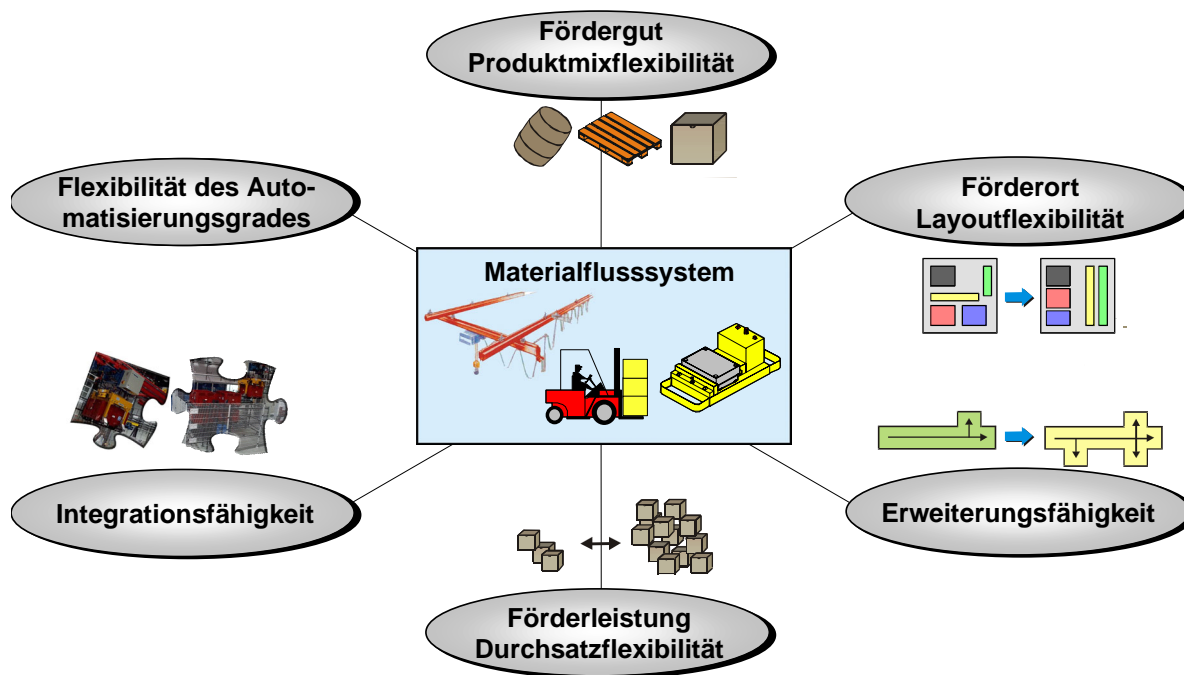 Fördergut
Produktmixflexibilität
Flexibilität des Auto-
matisierungsgrades
Förderort
Layoutflexibilität
Materialflusssystem
Integrationsfähigkeit
Erweiterungsfähigkeit
Förderleistung
Durchsatzflexibilität